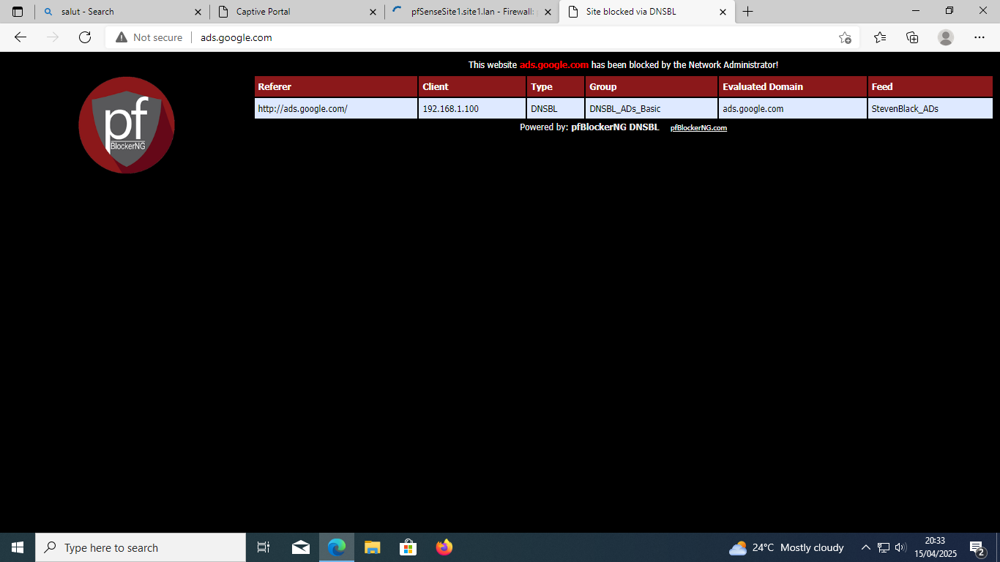 salut - Search
Captive Portal
pfSenseSite1.site1.lan - Firewall:
Site blocked via DNSBL
Not secure
ads.google.com
This website ads.google.com has been blocked by the Network Administrator!
Referer Client Type Group Evaluated Domain Feed
http://ads.google.com/ 192.168.1.100 DNSBL DNSBL_ADs_Basic ads.google.com StevenBlack_ADs
Powered by: pfBlockerNG DNSBL pfBlockerNG.com
pf
BlockerNG
Type here to search
24°C Mostly cloudy
20:33
15/04/2025
2